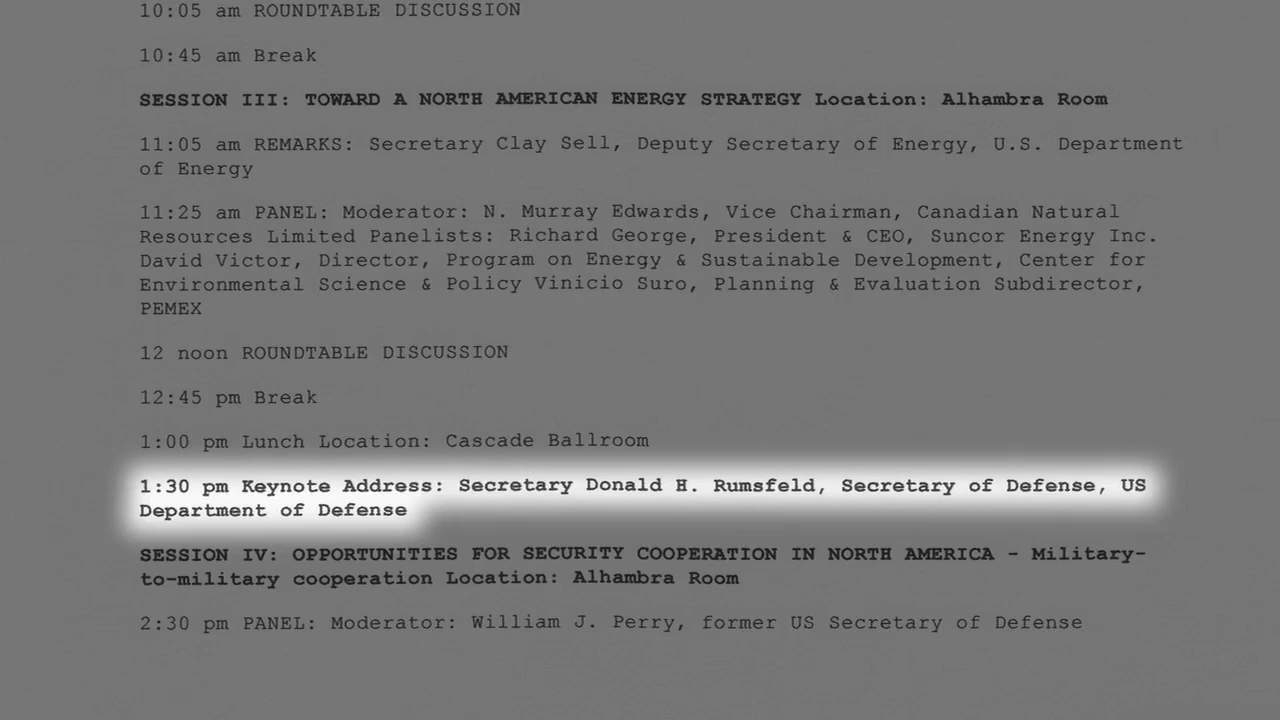 10:05 am ROUNDTABLE DISCUSSION
10:45 am Break
SESSION III: TOWARD A NORTH AMERICAN ENERGY STRATEGY Location: Alhambra Room
11:05 am REMARKS: Secretary Clay Sell, Deputy Secretary of Energy, U.S. Department
of Energy
11:25 am PANEL: Moderator: N. Murray Edwards, Vice Chairman, Canadian Natural
Resources Limited Panelists: Richard George, President & CEO, Suncor Energy Inc.
David Victor, Director, Program on Energy & Sustainable Development, Center for
Environmental Science & Policy Vinicio Suro, Planning & Evaluation Subdirector,
PEMEX
12 noon ROUNDTABLE DISCUSSION
12:45 pm Break
1:00 pm Lunch Location: Cascade Ballroom
1:30 pm Keynote Address: Secretary Donald H. Rumsfeld, Secretary of Defense, US
Department of Defense
SESSION IV: OPPORTUNITIES FOR SECURITY COOPERATION IN NORTH AMERICA - Military-
to-military cooperation Location: Alhambra Room
2:30 pm PANEL: Moderator: William J. Perry, former US Secretary of Defense